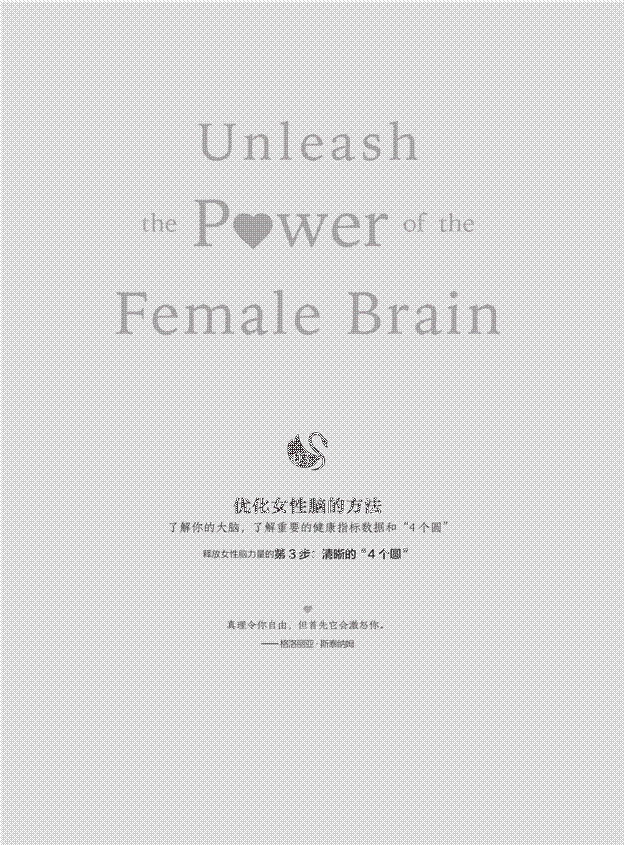 Unleash
the P♥wer of the
Female Brain
优化女性脑的方法
了解你的大脑，了解重要的健康指标数据和“4个圆”
释放女性脑力量的第3步：清晰的“4个圆”
真理令你自由，但首先它会激怒你。
——格洛丽亚·斯泰纳姆